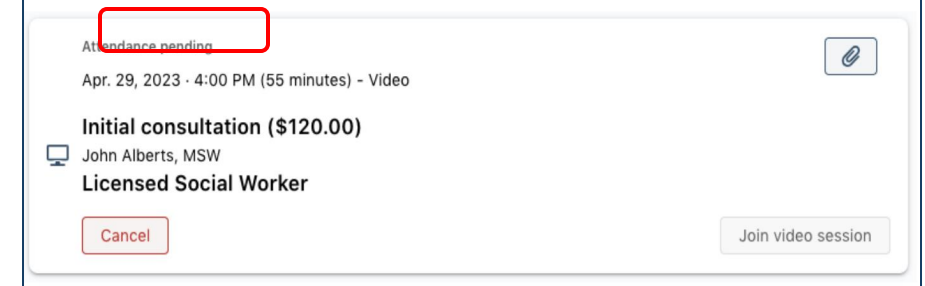 Attendance pending
Apr. 29, 2023 · 4:00 PM (55 minutes) - Video
Initial consultation ($120.00)
John Alberts, MSW
Licensed Social Worker
Cancel
Join video session